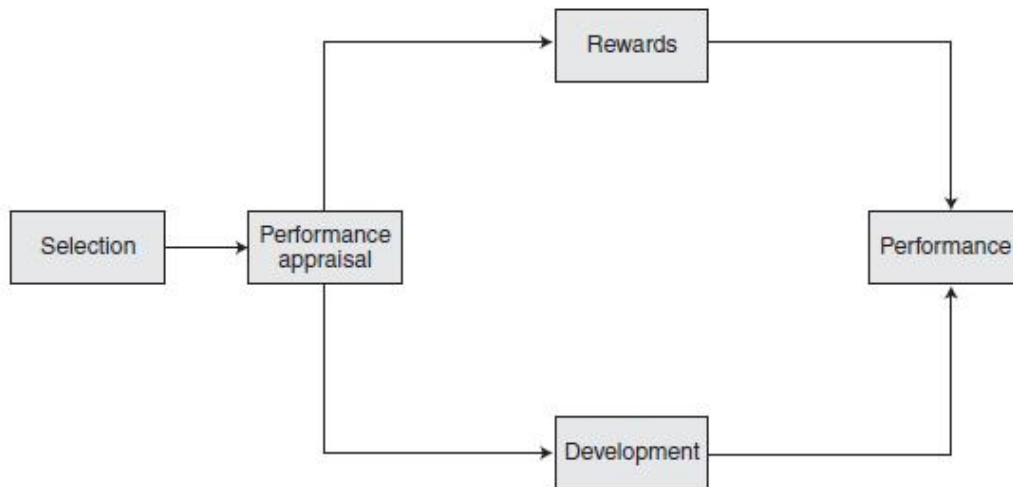 Rewards
Selection
Performance
appraisal
Performance
Development